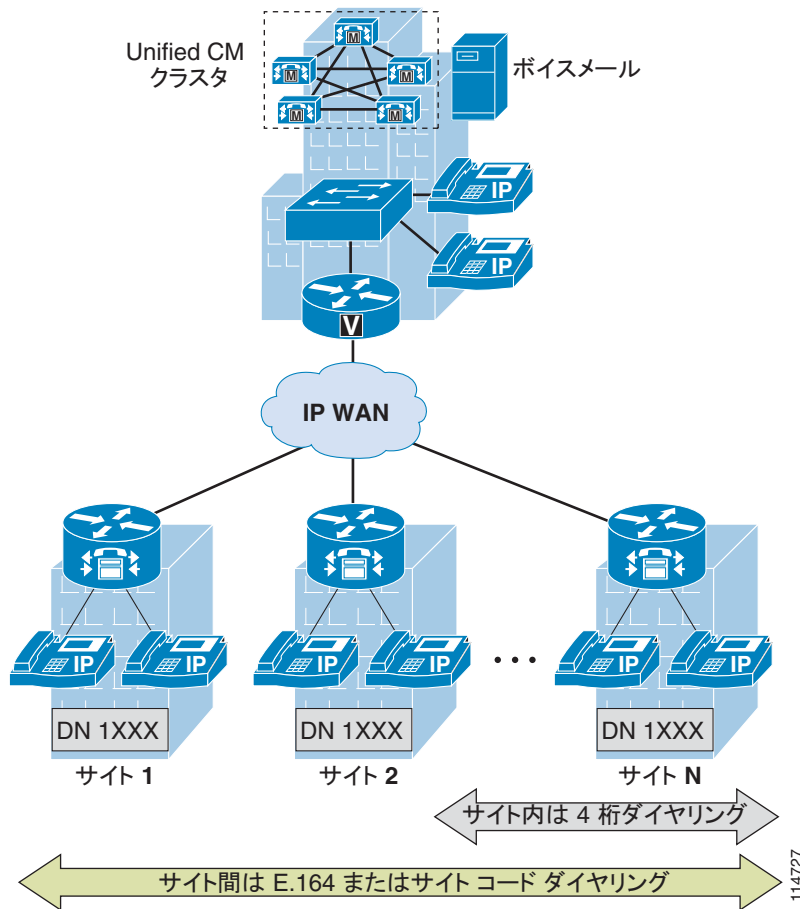 Unified CM
クラスタ
M
M
M
M
M
ボイスメール
IP
IP
V
IP WAN
IP
IP
IP
IP
IP
IP
...
DN 1XXX
DN 1XXX
DN 1XXX
サイト 1
サイト 2
サイト N
サイト内は 4 桁ダイヤリング
サイト間は E.164 またはサイト コード ダイヤリング
114727